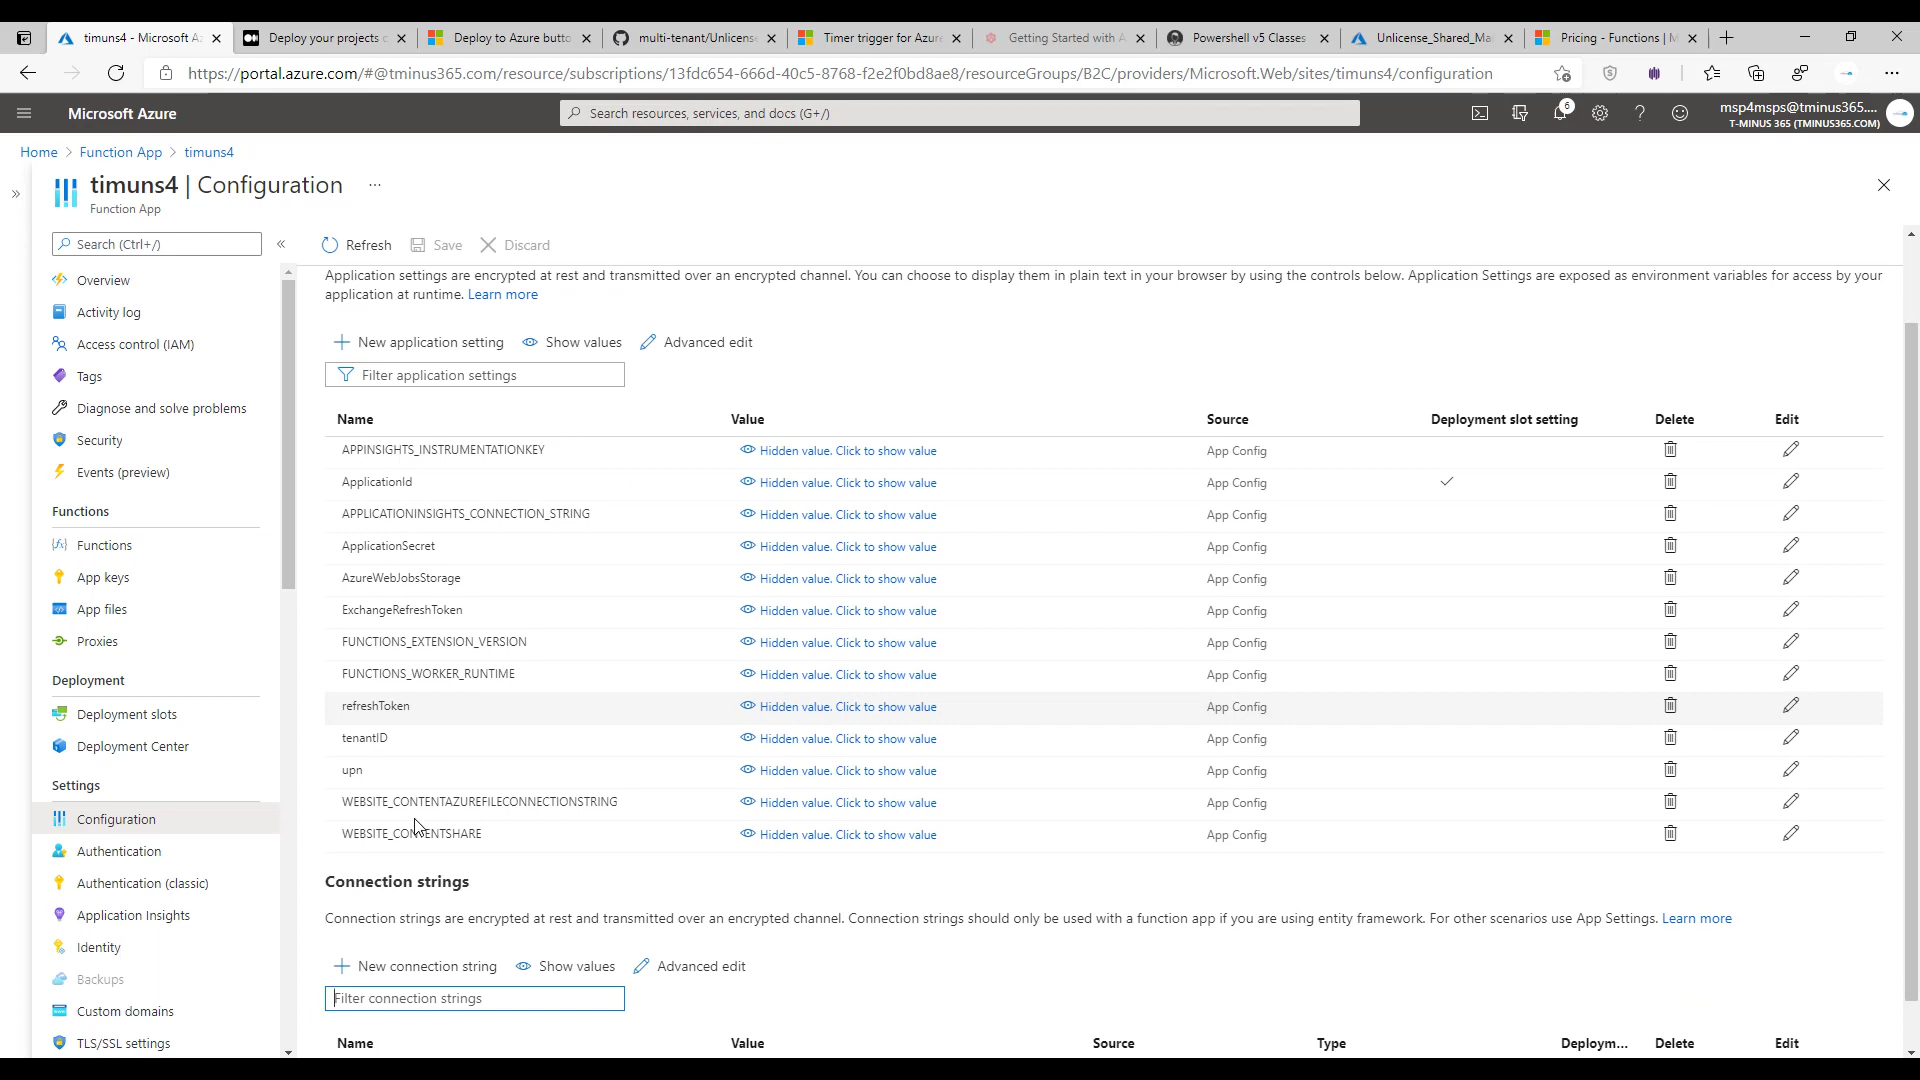 timuns4 - Microsoft A
Deploy your projects c
Deploy to Azure butto
multi-tenant/Unlicense
Timer trigger for Azur
Getting Started with A
Powershell v5 Classes
Unlicense_Shared_Ma
Pricing - Functions | M
https://portal.azure.com/#@tminus365.com/resource/subscriptions/13fdc654-666d-40c5-8768-f2e2f0bd8ae8/resourceGroups/B2C/providers/Microsoft.Web/sites/timuns4/configuration
Microsoft Azure
Search resources, services, and docs (G+/)
6
msp4msps@tminus365....
T-MINUS 365 (TMINUS365.COM)
Home > Function App > timuns4
timuns4 | Configuration ...
Function App
Search (Ctrl+/)
Overview
Activity log
Access control (IAM)
Tags
Diagnose and solve problems
Security
Events (preview)
Functions
Functions
App keys
App files
Proxies
Deployment
Deployment slots
Deployment Center
Settings
Configuration
Authentication
Authentication (classic)
Application Insights
Identity
Backups
Custom domains
TLS/SSL settings
Refresh Save Discard
Application settings are encrypted at rest and transmitted over an encrypted channel. You can choose to display them in plain text in your browser by using the controls below. Application Settings are exposed as environment variables for access by your
application at runtime. Learn more
New application setting Show values Advanced edit
Filter application settings
Name Value Source Deployment slot setting Delete Edit
APPINSIGHTS_INSTRUMENTATIONKEY Hidden value. Click to show value App Config
ApplicationId Hidden value. Click to show value App Config
APPLICATIONINSIGHTS_CONNECTION_STRING Hidden value. Click to show value App Config
ApplicationSecret Hidden value. Click to show value App Config
AzureWebJobsStorage Hidden value. Click to show value App Config
ExchangeRefreshToken Hidden value. Click to show value App Config
FUNCTIONS_EXTENSION_VERSION Hidden value. Click to show value App Config
FUNCTIONS_WORKER_RUNTIME Hidden value. Click to show value App Config
refreshToken Hidden value. Click to show value App Config
tenantID Hidden value. Click to show value App Config
upn Hidden value. Click to show value App Config
WEBSITE_CONTENTAZUREFILECONNECTIONSTRING Hidden value. Click to show value App Config
WEBSITE_CONTENTSHARE Hidden value. Click to show value App Config
Connection strings
Connection strings are encrypted at rest and transmitted over an encrypted channel. Connection strings should only be used with a function app if you are using entity framework. For other scenarios use App Settings. Learn more
New connection string Show values Advanced edit
Filter connection strings
Name Value Source Type Deploym... Delete Edit